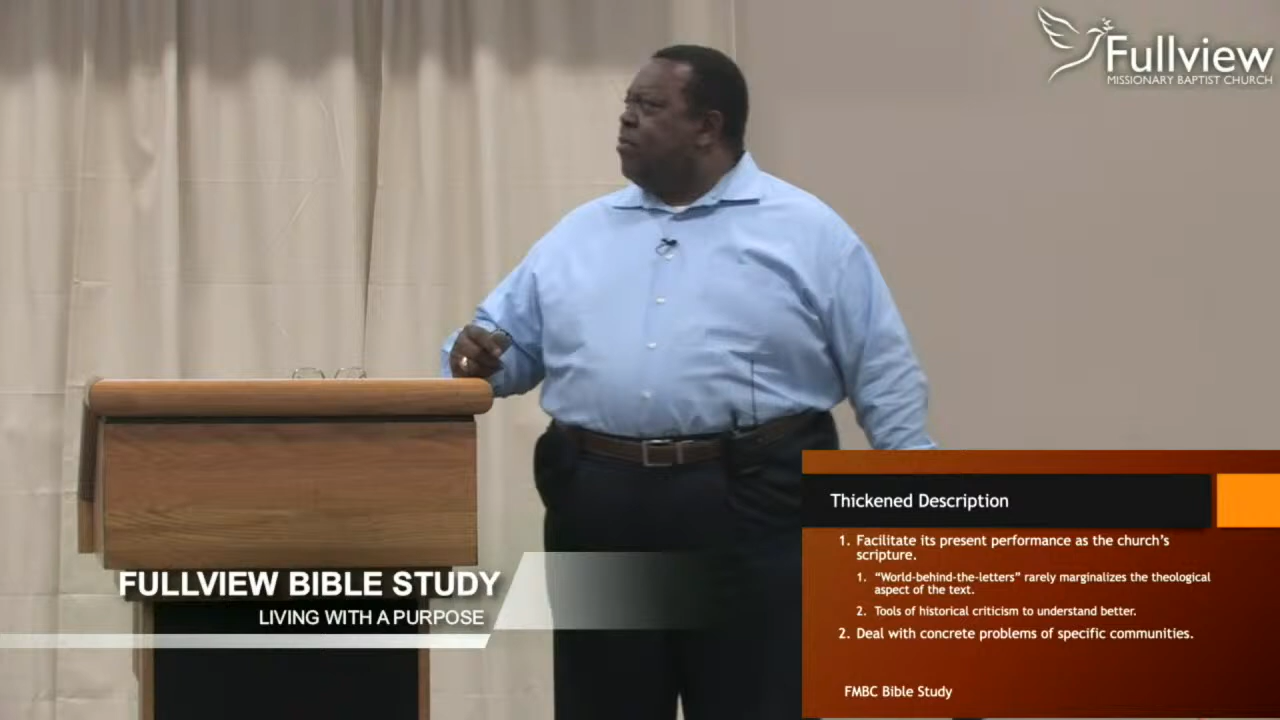 Fullview
MISSIONARY BAPTIST CHURCH
FULLVIEW BIBLE STUDY
LIVING WITH A PURPOSE
Thickened Description
1. Facilitate its present performance as the church’s
scripture.
1. “World-behind-the-letters” rarely marginalizes the theological
aspect of the text.
2. Tools of historical criticism to understand better.
2. Deal with concrete problems of specific communities.
FMBC Bible Study